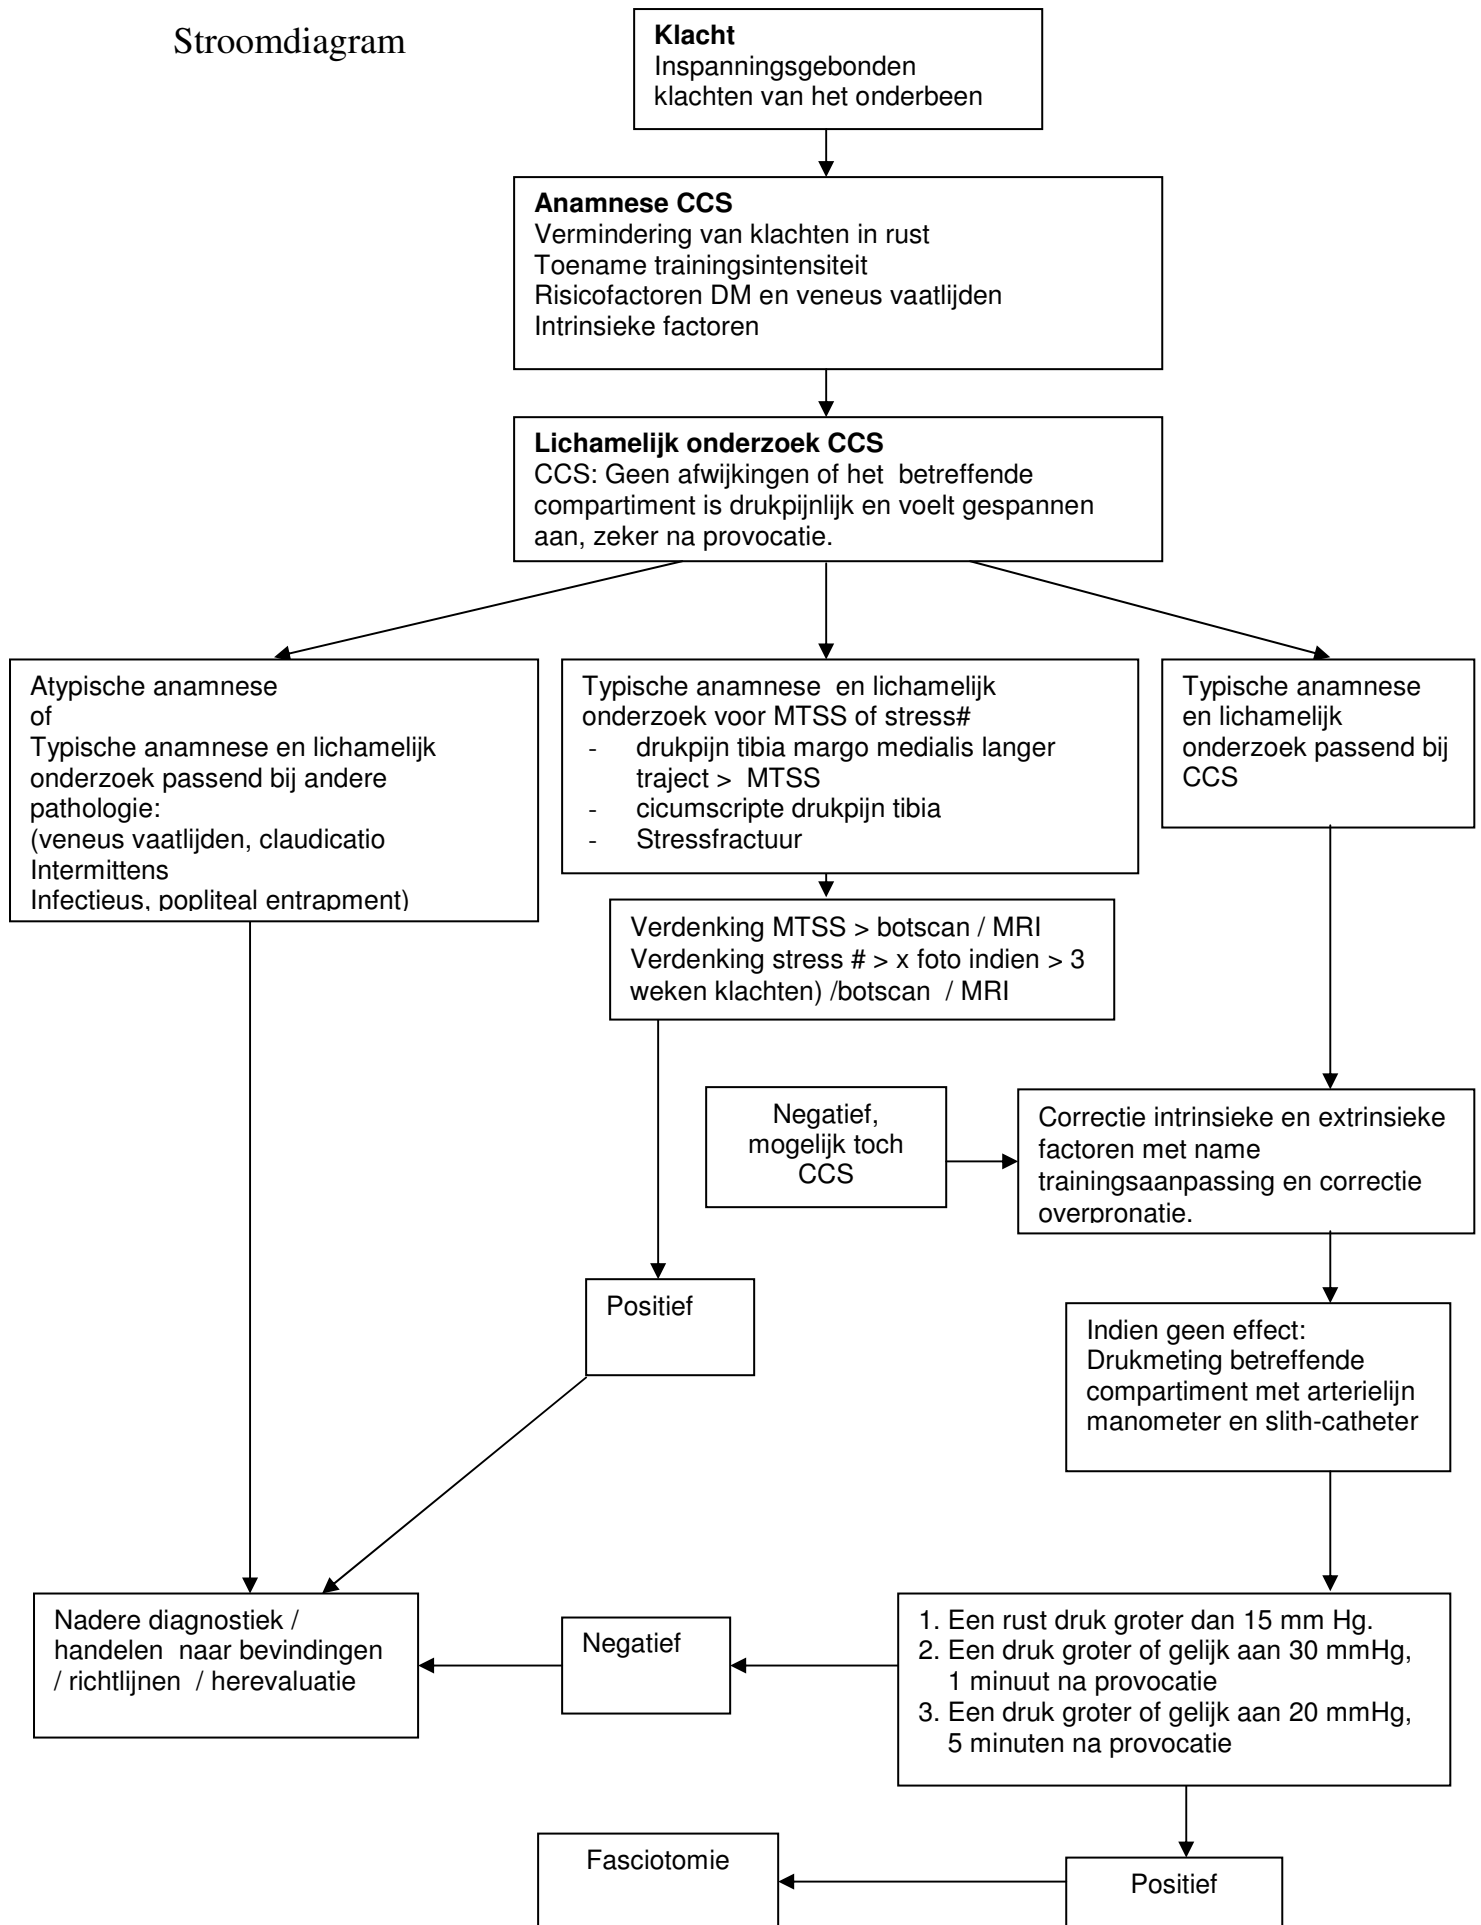 Stroomdiagram
Klacht
Inspanningsgebonden
klachten van het onderbeen
Anamnese CCS
Vermindering van klachten in rust
Toename trainingsintensiteit
Risicofactoren DM en veneus vaatlijden
Intrinsieke factoren
Lichamelijk onderzoek CCS
CCS: Geen afwijkingen of het  betreffende
compartiment is drukpijnlijk en voelt gespannen
aan, zeker na provocatie.
Atypische anamnese
of
Typische anamnese en lichamelijk
onderzoek passend bij andere
pathologie:
(veneus vaatlijden, claudicatio
Intermittens
Infectieus, popliteal entrapment)
Typische anamnese  en lichamelijk
onderzoek voor MTSS of stress#
- drukpijn tibia margo medialis langer
traject >  MTSS
- cicumscripte drukpijn tibia
- Stressfractuur
Typische anamnese
en lichamelijk
onderzoek passend bij
CCS
Verdenking MTSS > botscan / MRI
Verdenking stress # > x foto indien > 3
weken klachten) /botscan  / MRI
Negatief,
mogelijk toch
CCS
Correctie intrinsieke en extrinsieke
factoren met name
trainingsaanpassing en correctie
overpronatie.
Positief
Indien geen effect:
Drukmeting betreffende
compartiment met arterielijn
manometer en slith-catheter
Nadere diagnostiek /
handelen  naar bevindingen
/ richtlijnen  / herevaluatie
Negatief
1. Een rust druk groter dan 15 mm Hg.
2. Een druk groter of gelijk aan 30 mmHg,
1 minuut na provocatie
3. Een druk groter of gelijk aan 20 mmHg,
5 minuten na provocatie
Fasciotomie
Positief